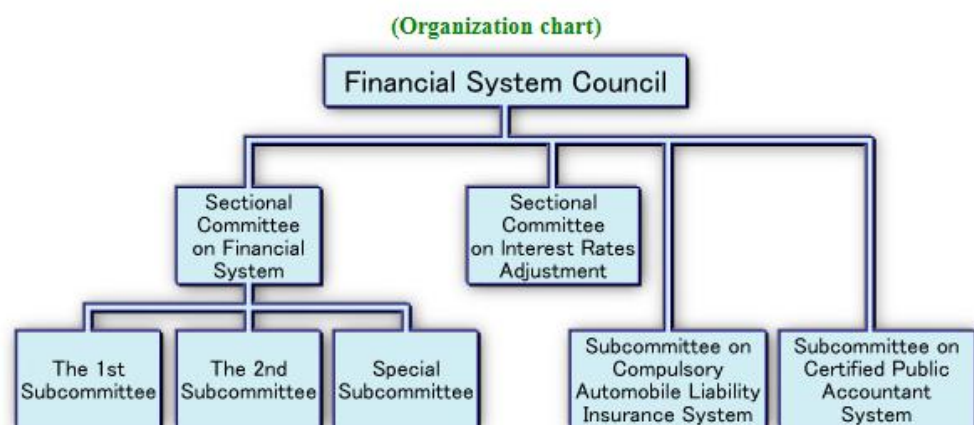 (Organization chart)
Financial System Council
Sectional
Committee
on Financial
System
Sectional
Committee
on Interest Rates
Adjustment
The 1st
Subcommittee
The 2nd
Subcommittee
Special
Subcommittee
Subcommittee on
Compulsory
Automobile Liability
Insurance System
Subcommittee on
Certified Public
Accountant
System